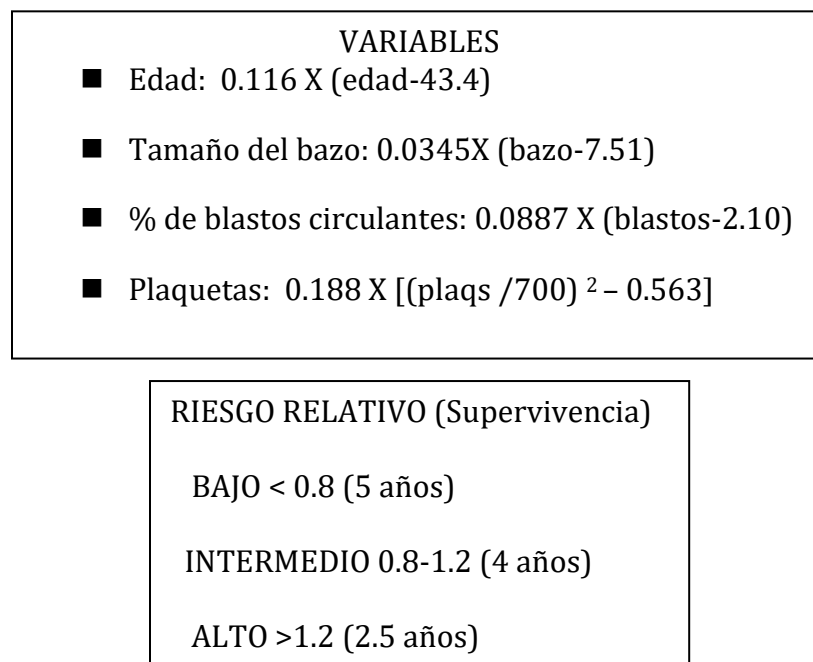 VARIABLES
■ Edad: 0.116 X (edad-43.4)
■ Tamaño del bazo: 0.0345X (bazo-7.51)
■ % de blastos circulantes: 0.0887 X (blastos-2.10)
■ Plaquetas: 0.188 X [(plaqs /700) ² – 0.563]
RIESGO RELATIVO (Supervivencia)
BAJO < 0.8 (5 años)
INTERMEDIO 0.8-1.2 (4 años)
ALTO >1.2 (2.5 años)